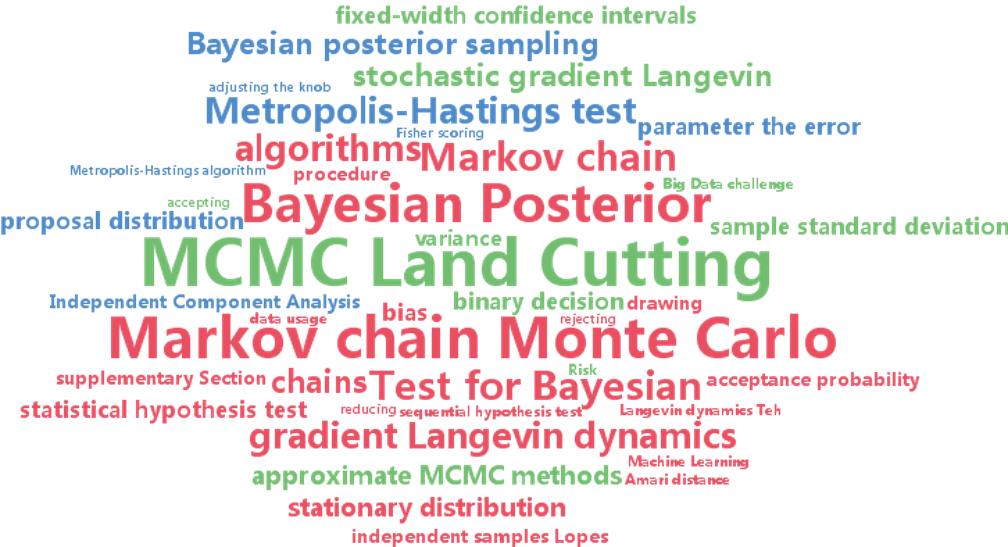 fixed-width confidence intervals
Bayesian posterior sampling
stochastic gradient Langevin
adjusting the knob
Metropolis-Hastings test
parameter the error
Fisher scoring
algorithms
Markov chain
Metropolis-Hastings algorithm
procedure
Big Data challenge
Bayesian Posterior
accepting
proposal distribution
sample standard deviation
variance
MCMC Land Cutting
Independent Component Analysis
binary decision
drawing
bias
data usage
rejecting
Markov chain Monte Carlo
Risk
supplementary Section
chains
Test for Bayesian
acceptance probability
statistical hypothesis test
reducing
sequential hypothesis test
Langevin dynamics Teh
gradient Langevin dynamics
Machine Learning
approximate MCMC methods
Amari distance
stationary distribution
independent samples Lopes